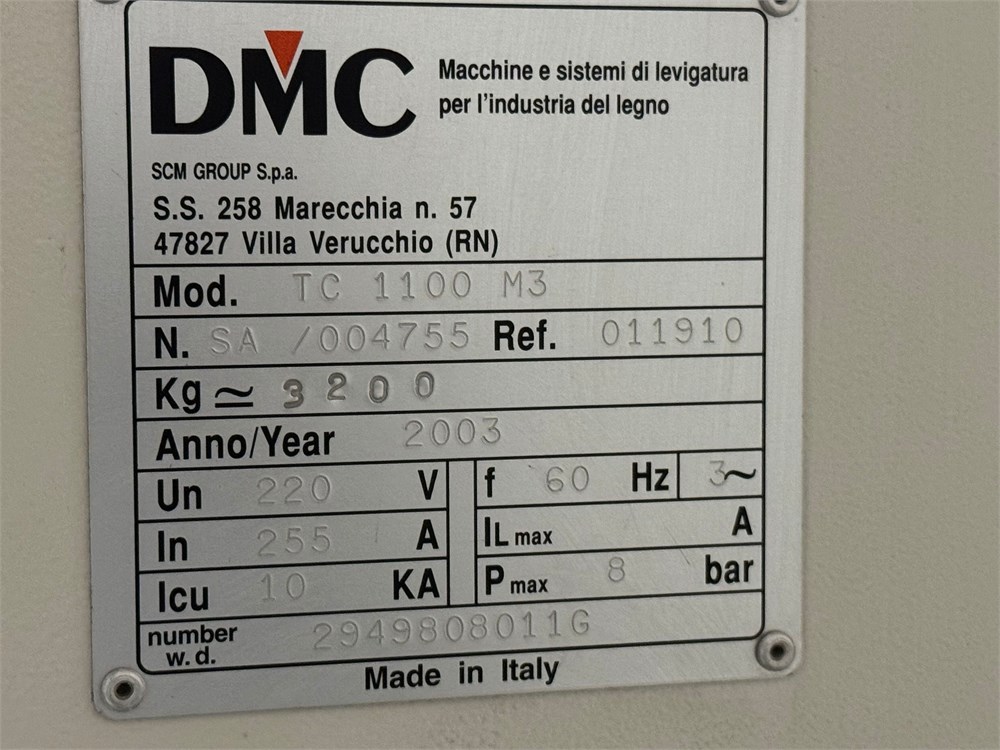 DMC
Macchine e sistemi di levigatura
per l'industria del legno
SCM GROUP S.p.a.
S.S. 258 Marecchia n. 57
47827 Villa Verucchio (RN)
Mod. TC 1100 M3
N. SA /004755 Ref. 011910
Kg ≃ 3200
Anno/Year 2003
Un 220 V f 60 Hz 3~
In 255 A IL max A
Icu 10 KA P max 8 bar
number w.d. 2949808011G
Made in Italy